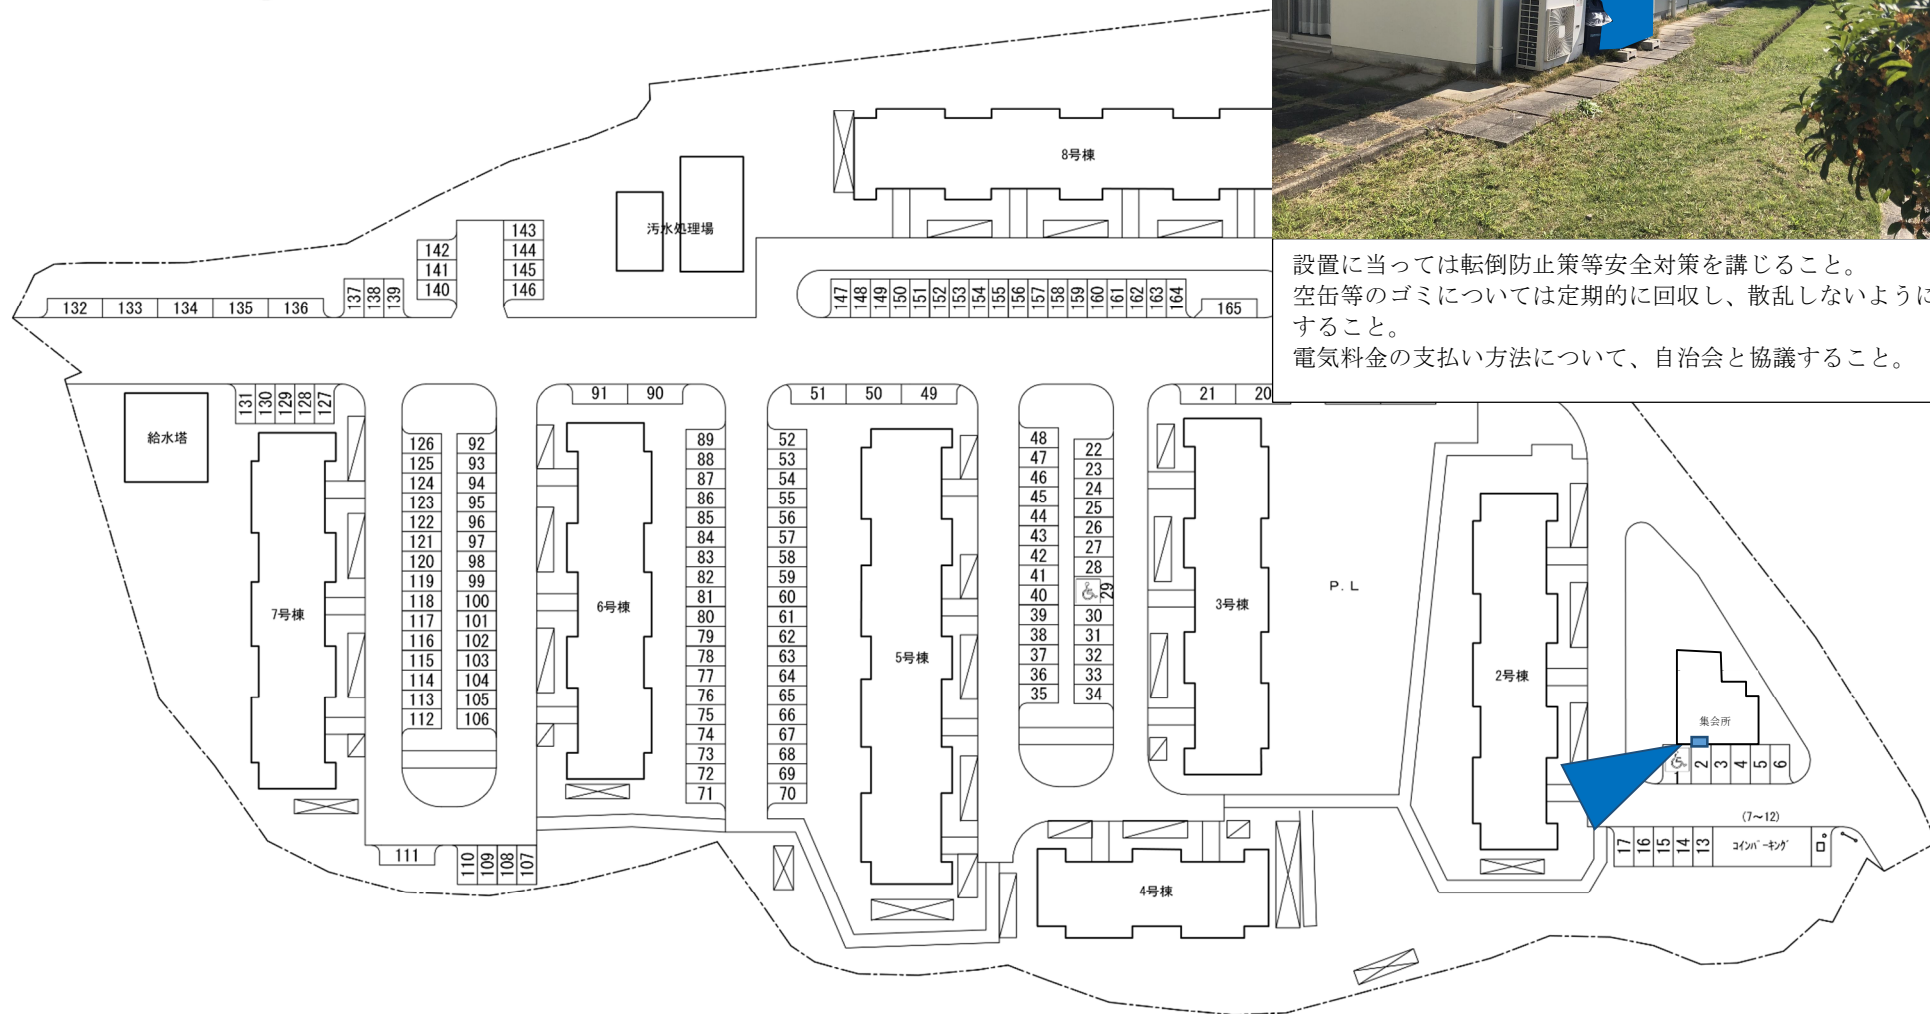 8号棟
汚水処理場
143
142 144
141 145
140 146
137 138 139
132 133 134 135 136
147 148 149 150 151 152 153 154 155 156 157 158 159 160 161 162 163 164
165
設置に当っては転倒防止策等安全対策を講じること。
空缶等のゴミについては定期的に回収し、散乱しないように
すること。
電気料金の支払い方法について、自治会と協議すること。
131 130 129 128 127
91 90
51 50 49
21 20
給水塔
126 92
125 93
124 94
123 95
122 96
121 97
120 98
119 99
118 100
117 101
116 102
115 103
114 104
113 105
112 106
7号棟
6号棟
89 52
88 53
87 54
86 55
85 56
84 57
83 58
82 59
81 60
80 61
79 62
78 63
77 64
76 65
75 66
74 67
73 68
72 69
71 70
5号棟
48
47 22
46 23
45 24
44 25
43 26
42 27
41 28
40 29
39 30
38 31
37 32
36 33
35 34
3号棟
P.L
2号棟
集会所
1 2 3 4 5 6
(7～12)
17 16 15 14 13
コインパーキング
111
110 109 108 107
4号棟